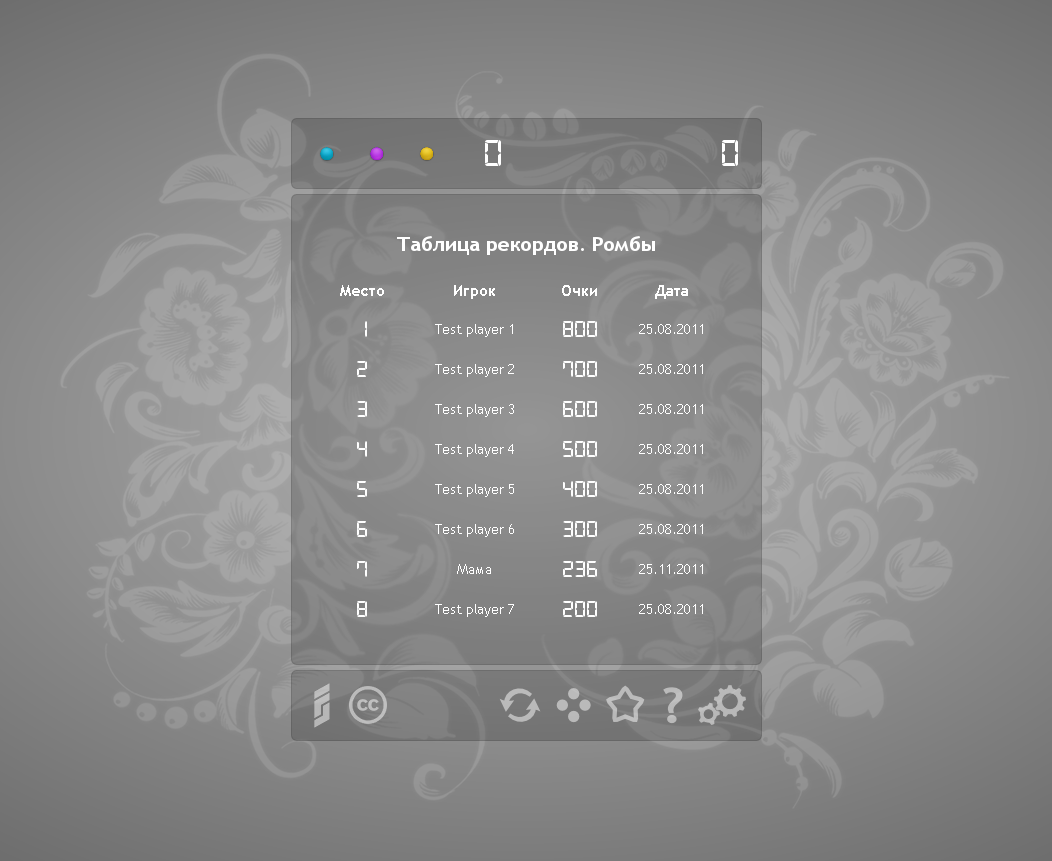 0 0
Таблица рекордов. Ромбы
Место Игрок Очки Дата
1 Test player 1 800 25.08.2011
2 Test player 2 700 25.08.2011
3 Test player 3 600 25.08.2011
4 Test player 4 500 25.08.2011
5 Test player 5 400 25.08.2011
6 Test player 6 300 25.08.2011
7 Мама 236 25.11.2011
8 Test player 7 200 25.08.2011
cc ?